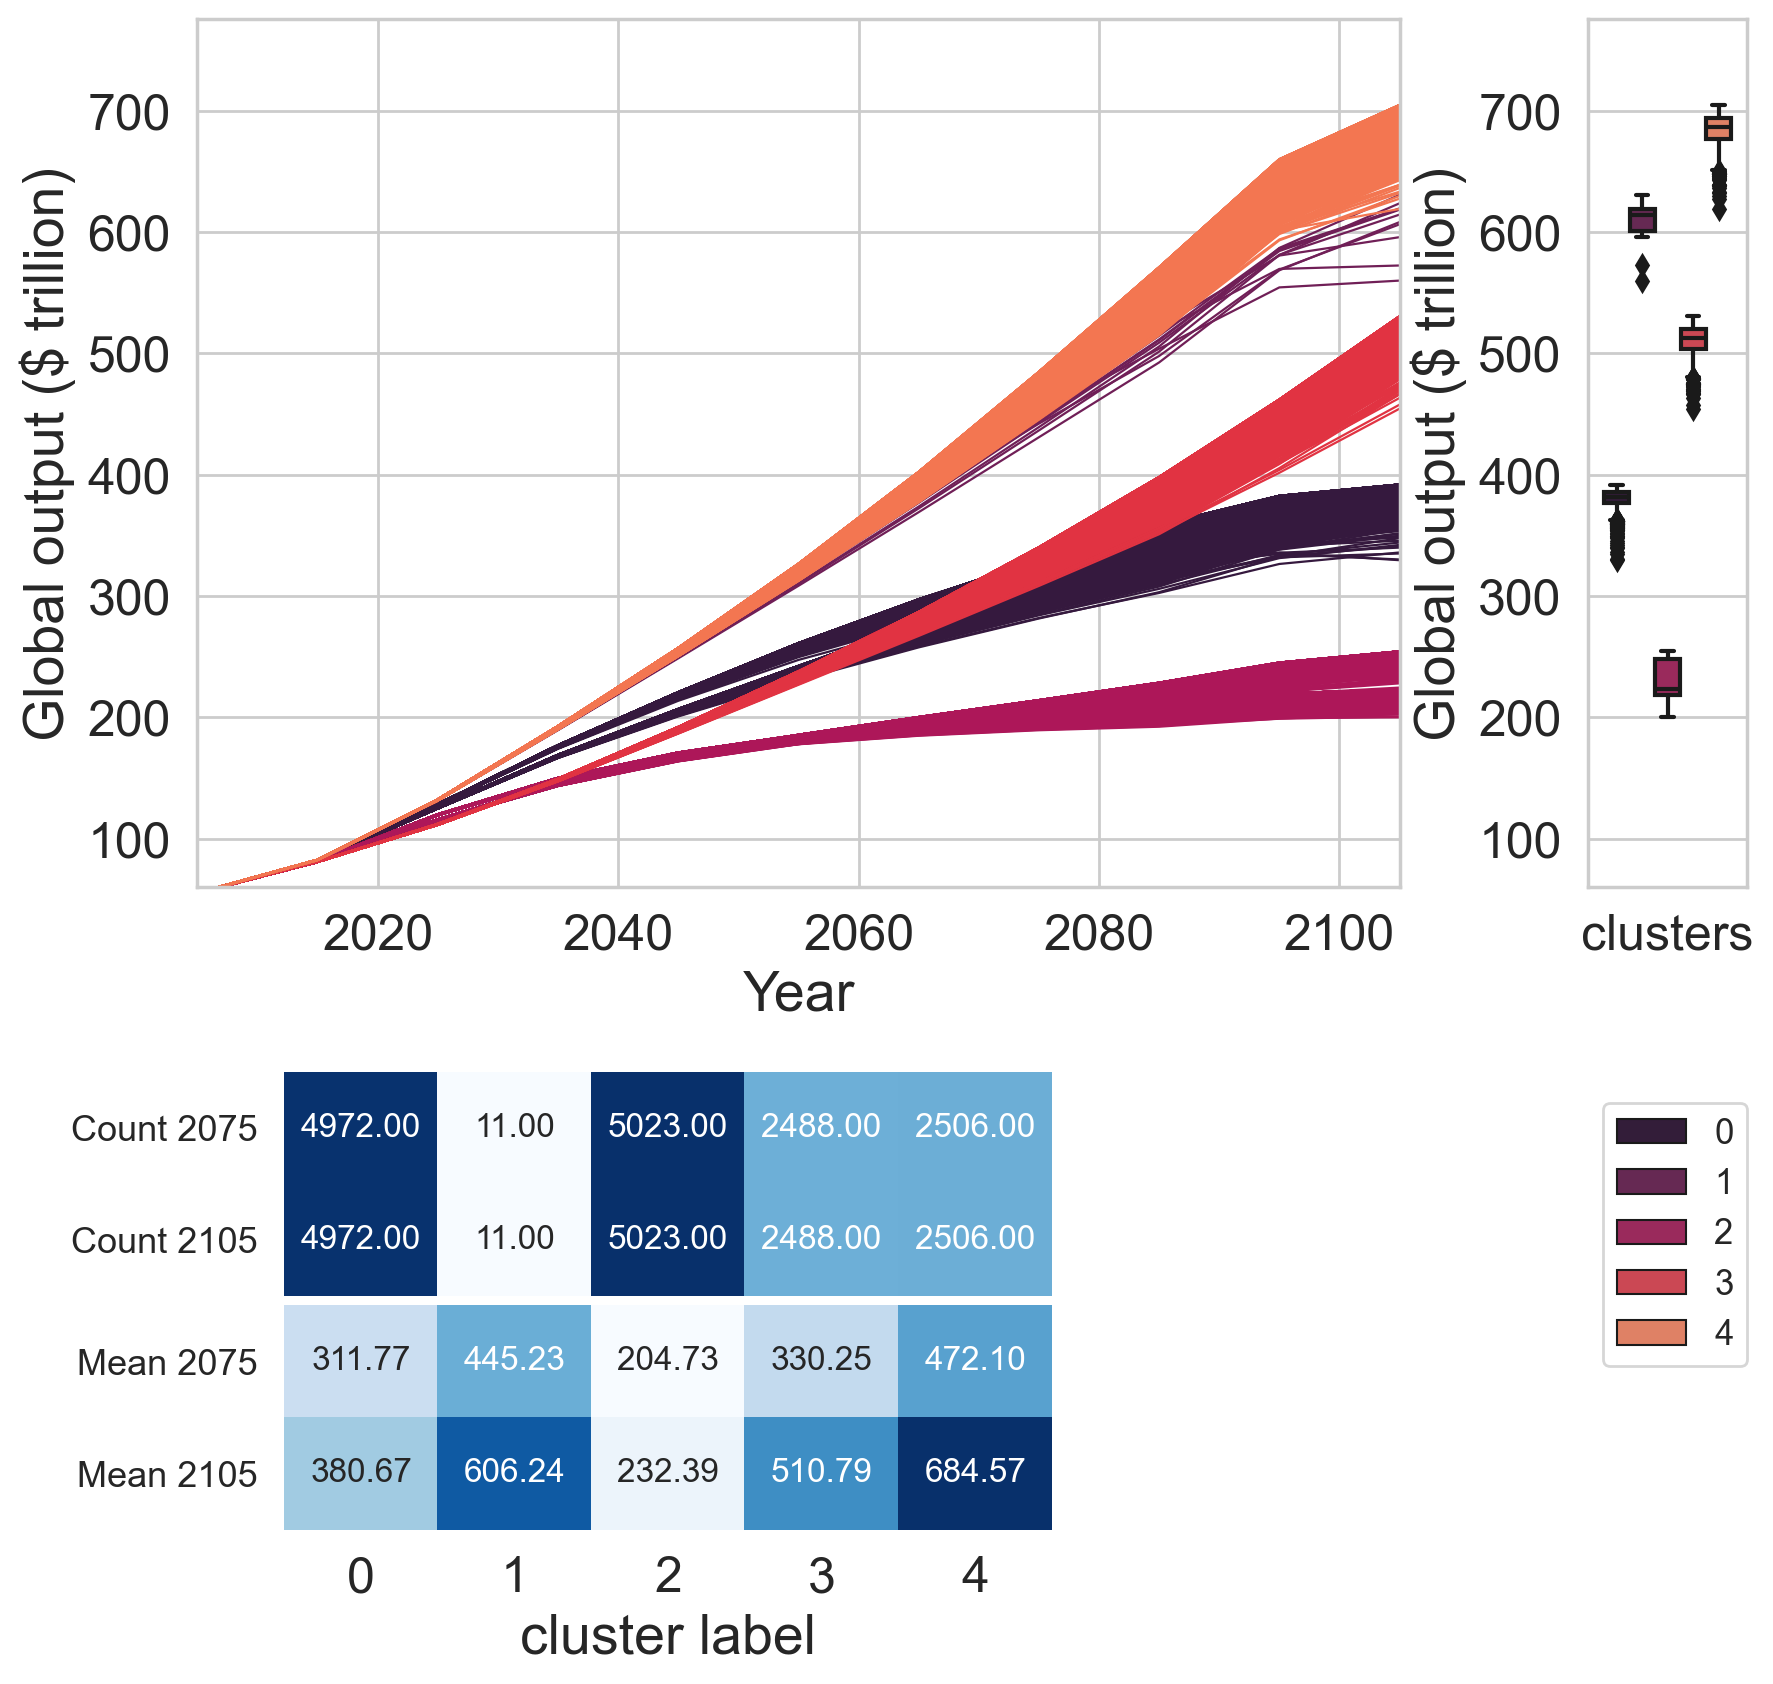 Global output ($ trillion)
700
600
500
400
300
200
100
2020 2040 2060 2080 2100
Year
Global output ($ trillion)
700
600
500
400
300
200
100
clusters
Count 2075 4972.00 11.00 5023.00 2488.00 2506.00
Count 2105 4972.00 11.00 5023.00 2488.00 2506.00
Mean 2075 311.77 445.23 204.73 330.25 472.10
Mean 2105 380.67 606.24 232.39 510.79 684.57
0 1 2 3 4
cluster label
0
1
2
3
4